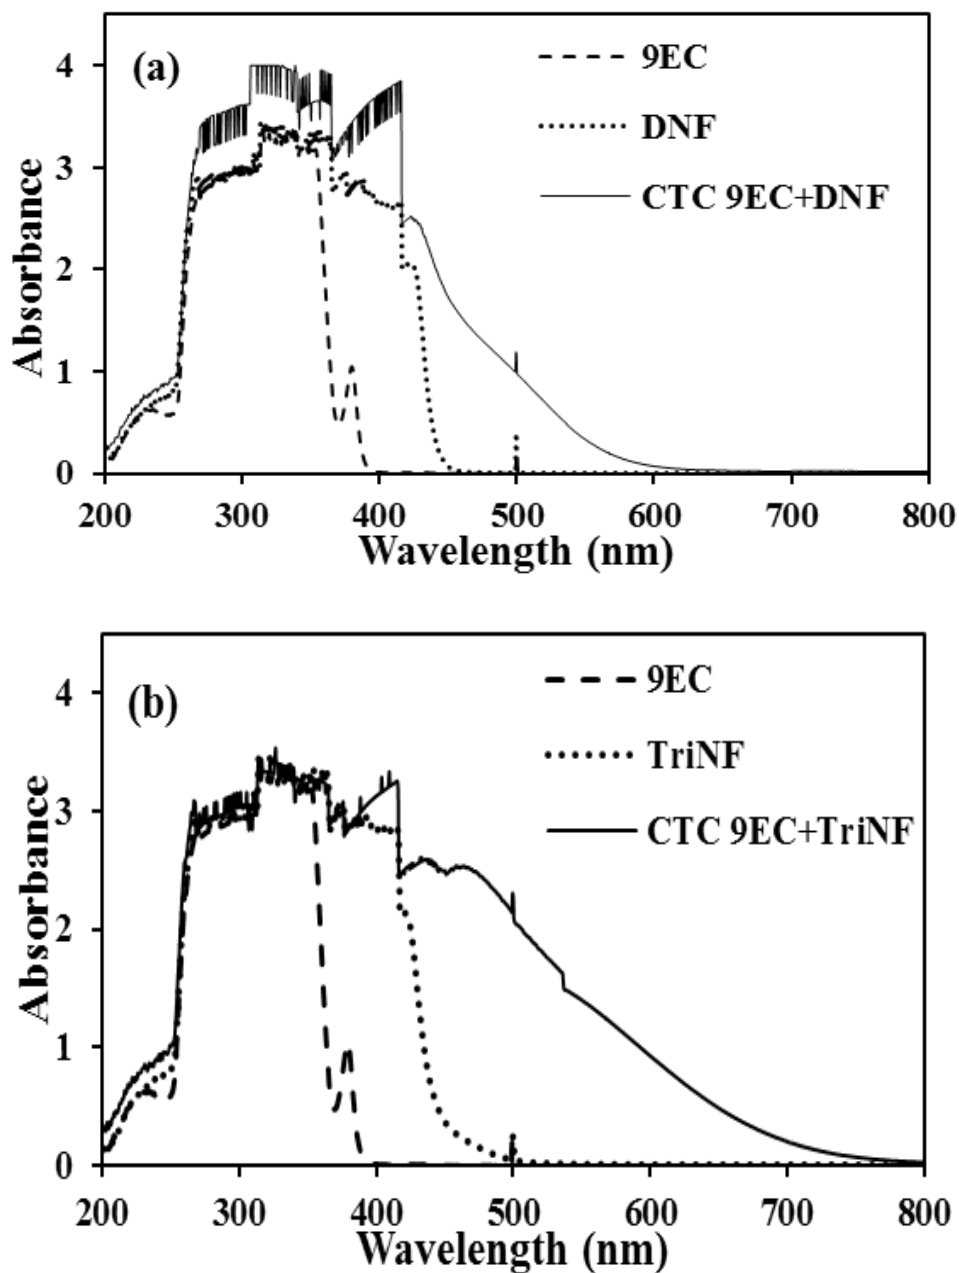 (a)
9EC
DNF
CTC 9EC+DNF
4
3
2
1
0
Absorbance
200 300 400 500 600 700 800
Wavelength (nm)
(b)
9EC
TriNF
CTC 9EC+TriNF
4
3
2
1
0
Absorbance
200 300 400 500 600 700 800
Wavelength (nm)